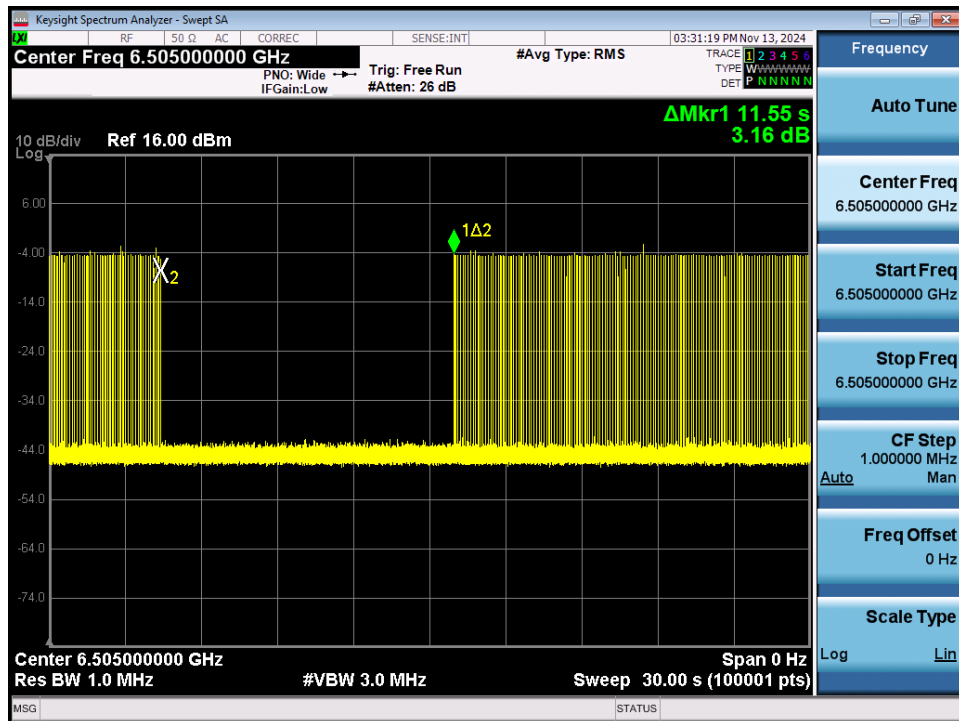 Keysight Spectrum Analyzer - Swept SA
LXI RF 50 Ω AC CORREC SENSE:INT 03:31:19 PM Nov 13, 2024
Center Freq 6.505000000 GHz
PNO: Wide
IFGain:Low
Trig: Free Run
#Atten: 26 dB
#Avg Type: RMS
TRACE 1 2 3 4 5 6
TYPE WWWWWW
DET P N N N N N
ΔMkr1 11.55 s
3.16 dB
10 dB/div Ref 16.00 dBm
Log
6.00
-4.00
-14.0
-24.0
-34.0
-44.0
-54.0
-64.0
-74.0
1Δ2
2
Center 6.505000000 GHz Span 0 Hz
Res BW 1.0 MHz #VBW 3.0 MHz Sweep 30.00 s (100001 pts)
MSG STATUS
Frequency
Auto Tune
Center Freq
6.505000000 GHz
Start Freq
6.505000000 GHz
Stop Freq
6.505000000 GHz
CF Step
1.000000 MHz
Auto Man
Freq Offset
0 Hz
Scale Type
Log Lin